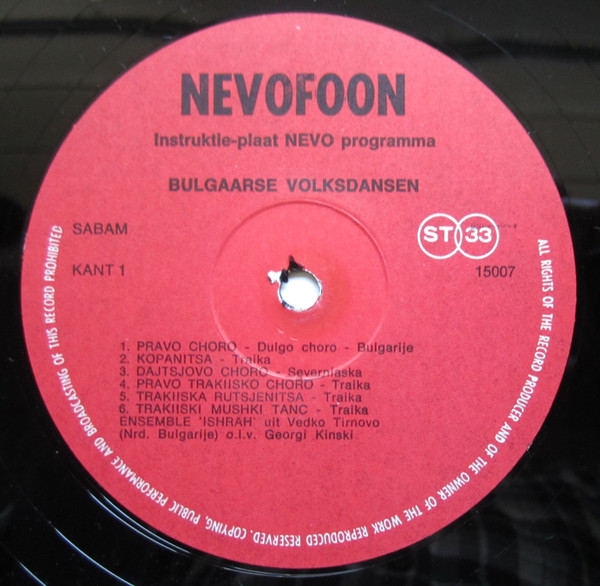 NEVOFOON
Instruktie-plaat NEVO programma
BULGAARSE VOLKSDANSEN
SABAM
ST 33
KANT 1
15007
1. PRAVO CHORO - Dulgo choro - Bulgarije
2. KOPANITSA - Traika
3. DAJTSJOVO CHORO - Severniaska
4. PRAVO TRAKIISKO CHORO - Traika
5. TRAKIISKA RUTSJENITSA - Traika
6. TRAKIISKI MUSHKI TANC - Traika
ENSEMBLE 'ISHRAH' uit Vedko Tirnovo
(Nrd. Bulgarije) o.l.v. Georgi Kinski
ALL RIGHTS OF THE RECORD PRODUCER AND OF THE OWNER OF THE WORK REPRODUCED RESERVED. COPYING, PUBLIC PERFORMANCE AND BROADCASTING OF THIS RECORD PROHIBITED